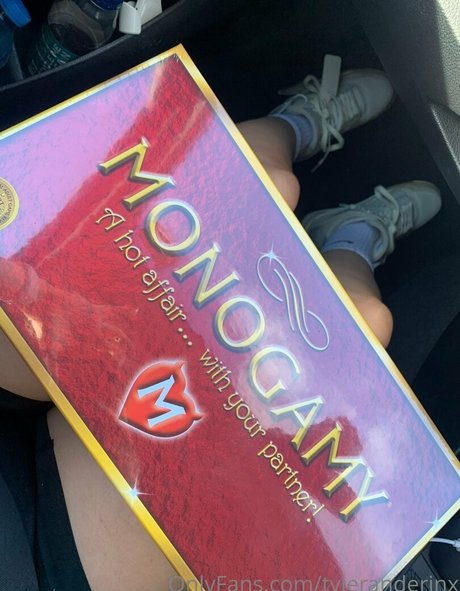 MONOGAMY
A hot affair... with your partner!
M
OnlyFans.com/tyleranderinx